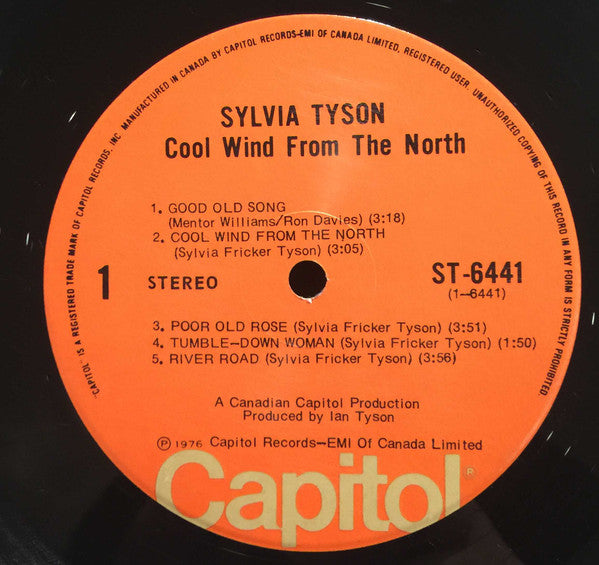 "CAPITOL" IS A REGISTERED TRADE MARK OF CAPITOL RECORDS, INC. MANUFACTURED IN CANADA BY CAPITOL RECORDS-EMI OF CANADA LIMITED, REGISTERED USER. UNAUTHORIZED COPYING OF THIS RECORD IN ANY FORM IS STRICTLY PROHIBITED
SYLVIA TYSON
Cool Wind From The North
1. GOOD OLD SONG
(Mentor Williams/Ron Davies) (3:18)
2. COOL WIND FROM THE NORTH
(Sylvia Fricker Tyson) (3:05)
1 STEREO ST-6441
(1-6441)
3. POOR OLD ROSE (Sylvia Fricker Tyson) (3:51)
4. TUMBLE-DOWN WOMAN (Sylvia Fricker Tyson) (1:50)
5. RIVER ROAD (Sylvia Fricker Tyson) (3:56)
A Canadian Capitol Production
Produced by Ian Tyson
℗ 1976 Capitol Records-EMI Of Canada Limited
Capitol®